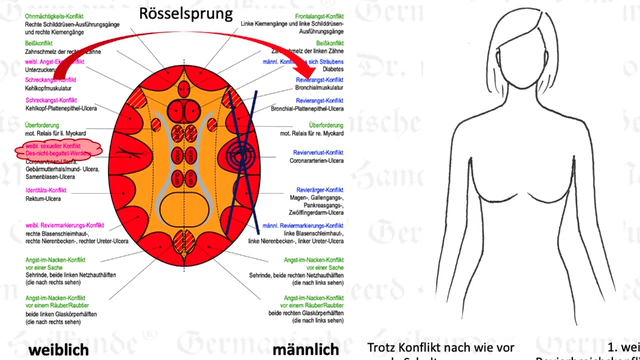 Rösselsprung
Ohnmächtigkeits-Konflikt
Rechte Schilddrüsen-Ausführungsgänge
und rechte Kiemengänge
Beißkonflikt
Zahnschmelz der rechten Zähne
weibl. Angst-Ekel-Konflikt
Unterzucker
Schreckangst-Konflikt
Kehlkopfmuskulatur
Schreckangst-Konflikt
Kehlkopf-Plattenepithel-Ulcera
Überforderung
mot. Relais für li. Myokard
weibl. sexueller Konflikt
Des-nicht-begattet-Werdens
Coronarvenen-Ulcera,
Gebärmutterhals/mund- Ulcera,
Samenblasen-Ulcera
Identitäts-Konflikt
Rektum-Ulcera
weibl. Reviermarkierungs-Konflikt
rechte Blasenschleimhaut-,
rechte Nierenbecken-, rechter Ureter-Ulcera
Angst-im-Nacken-Konflikt
vor einer Sache
Sehrinde, beide linken Netzhauthälften
(die nach rechts sehen)
Angst-im-Nacken-Konflikt
vor einem Räuber/Raubtier
beide linken Glaskörperhälften
(die nach rechts sehen)
weiblich
Frontalangst-Konflikt
Linke Kiemengänge und linke Schilddrüsen-
Ausführungsgänge
Beißkonflikt
Zahnschmelz der linken Zähne
männl. Konflikt sich Sträubens
Diabetes
Revierangst-Konflikt
Bronchialmuskulatur
Revierangst-Konflikt
Bronchial-Plattenepithel-Ulcera
Überforderung
mot. Relais für re. Myokard
Revierverlust-Konflikt
Coronararterien-Ulcera
Revierärger-Konflikt
Magen-, Gallengangs-,
Pankreasgangs-,
Zwölffingerdarm-Ulcera
männl. Reviermarkierungs-Konflikt
linke Blasenschleimhaut-,
linke Nierenbecken-, linker Ureter-Ulcera
Angst-im-Nacken-Konflikt
vor einer Sache
Sehrinde, beide rechten Netzhauthälften
(die nach links sehen)
Angst-im-Nacken-Konflikt
vor einem Räuber/Raubtier
beide rechten Glaskörperhälften
(die nach links sehen)
männlich
Trotz Konflikt nach wie vor
1. wei